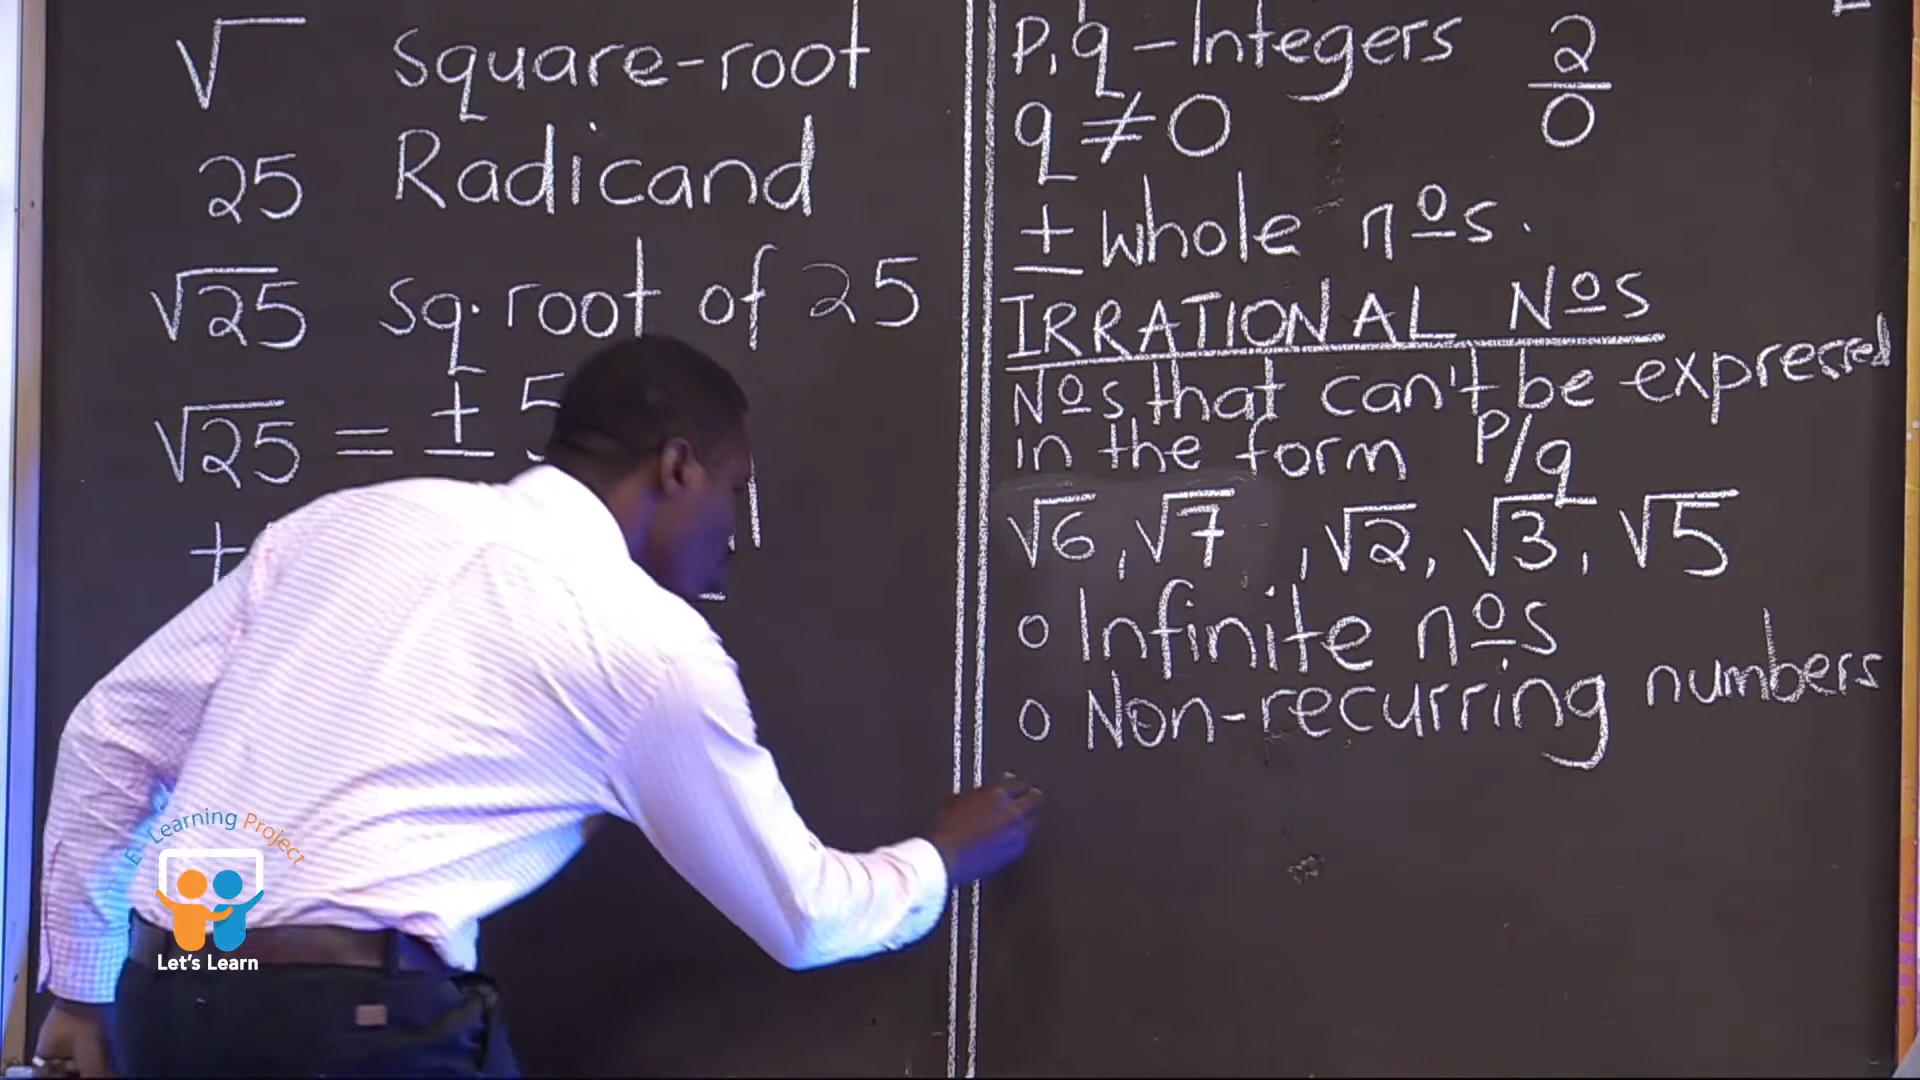 √ square-root
25 Radicand
√25 sq. root of 25
√25 = ± 5
+
P, q – Integers 2/0
q ≠ 0
± whole nºs.
IRRATIONAL NºS
Nºs that can't be expressed
in the form P/q
√6, √7 , √2, √3, √5
o Infinite nºs
o Non-recurring numbers
E-Learning Project
Let's Learn